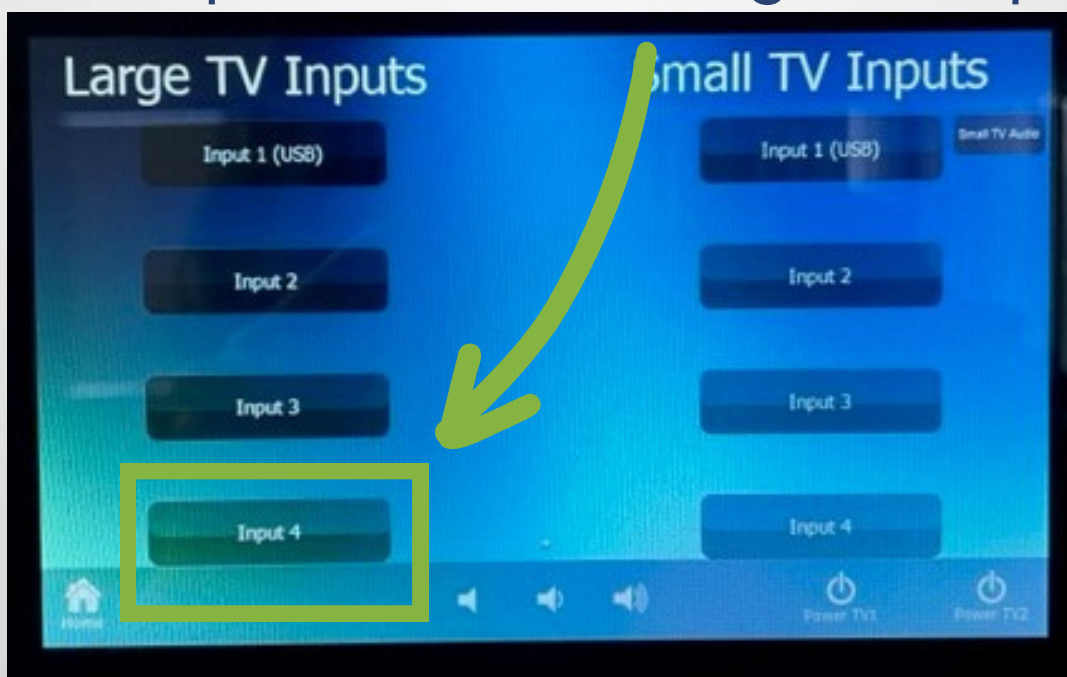 Large TV Inputs
Input 1 (USB)
Input 2
Input 3
Input 4
Small TV Inputs
Input 1 (USB)
Small TV Audio
Input 2
Input 3
Input 4
Home
Power TV1
Power TV2